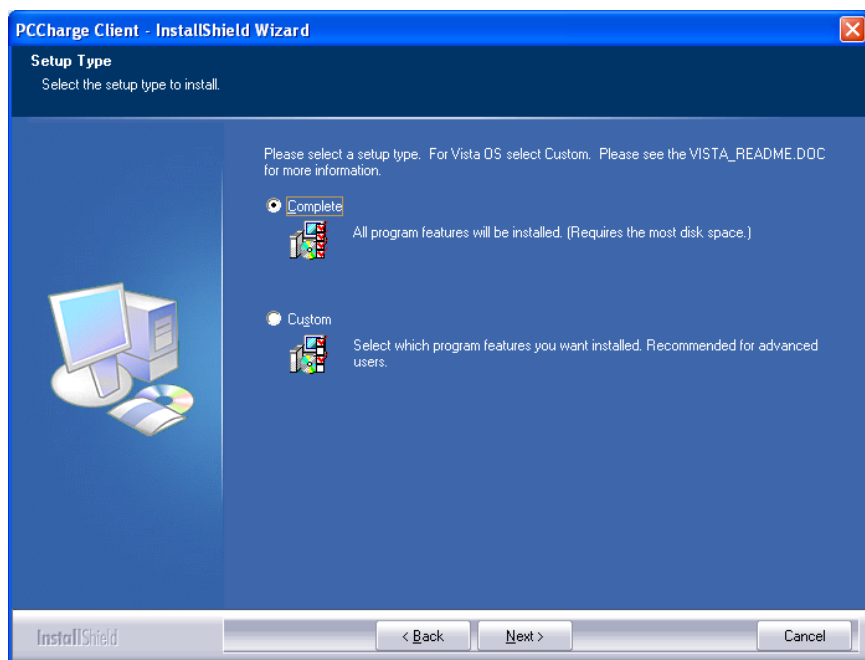 PCCharge Client - InstallShield Wizard
Setup Type
Select the setup type to install.
Please select a setup type. For Vista OS select Custom. Please see the VISTA_README.DOC
for more information.
Complete
All program features will be installed. (Requires the most disk space.)
Custom
Select which program features you want installed. Recommended for advanced
users.
InstallShield
< Back
Next >
Cancel